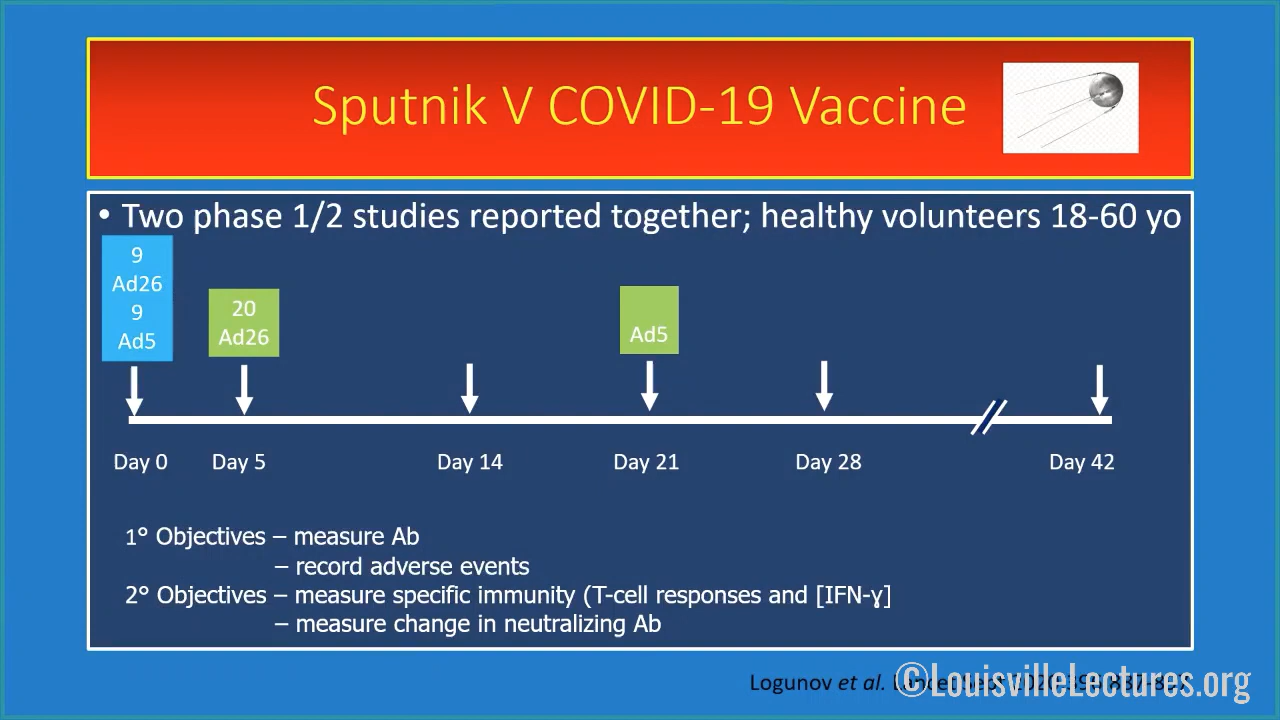 Sputnik V COVID-19 Vaccine
• Two phase 1/2 studies reported together; healthy volunteers 18-60 yo
9
Ad26
9
Ad5
20
Ad26
Ad5
Day 0 Day 5 Day 14 Day 21 Day 28 Day 42
1° Objectives – measure Ab
– record adverse events
2° Objectives – measure specific immunity (T-cell responses and [IFN-ɣ]
– measure change in neutralizing Ab
Logunov et al.
©LouisvilleLectures.org